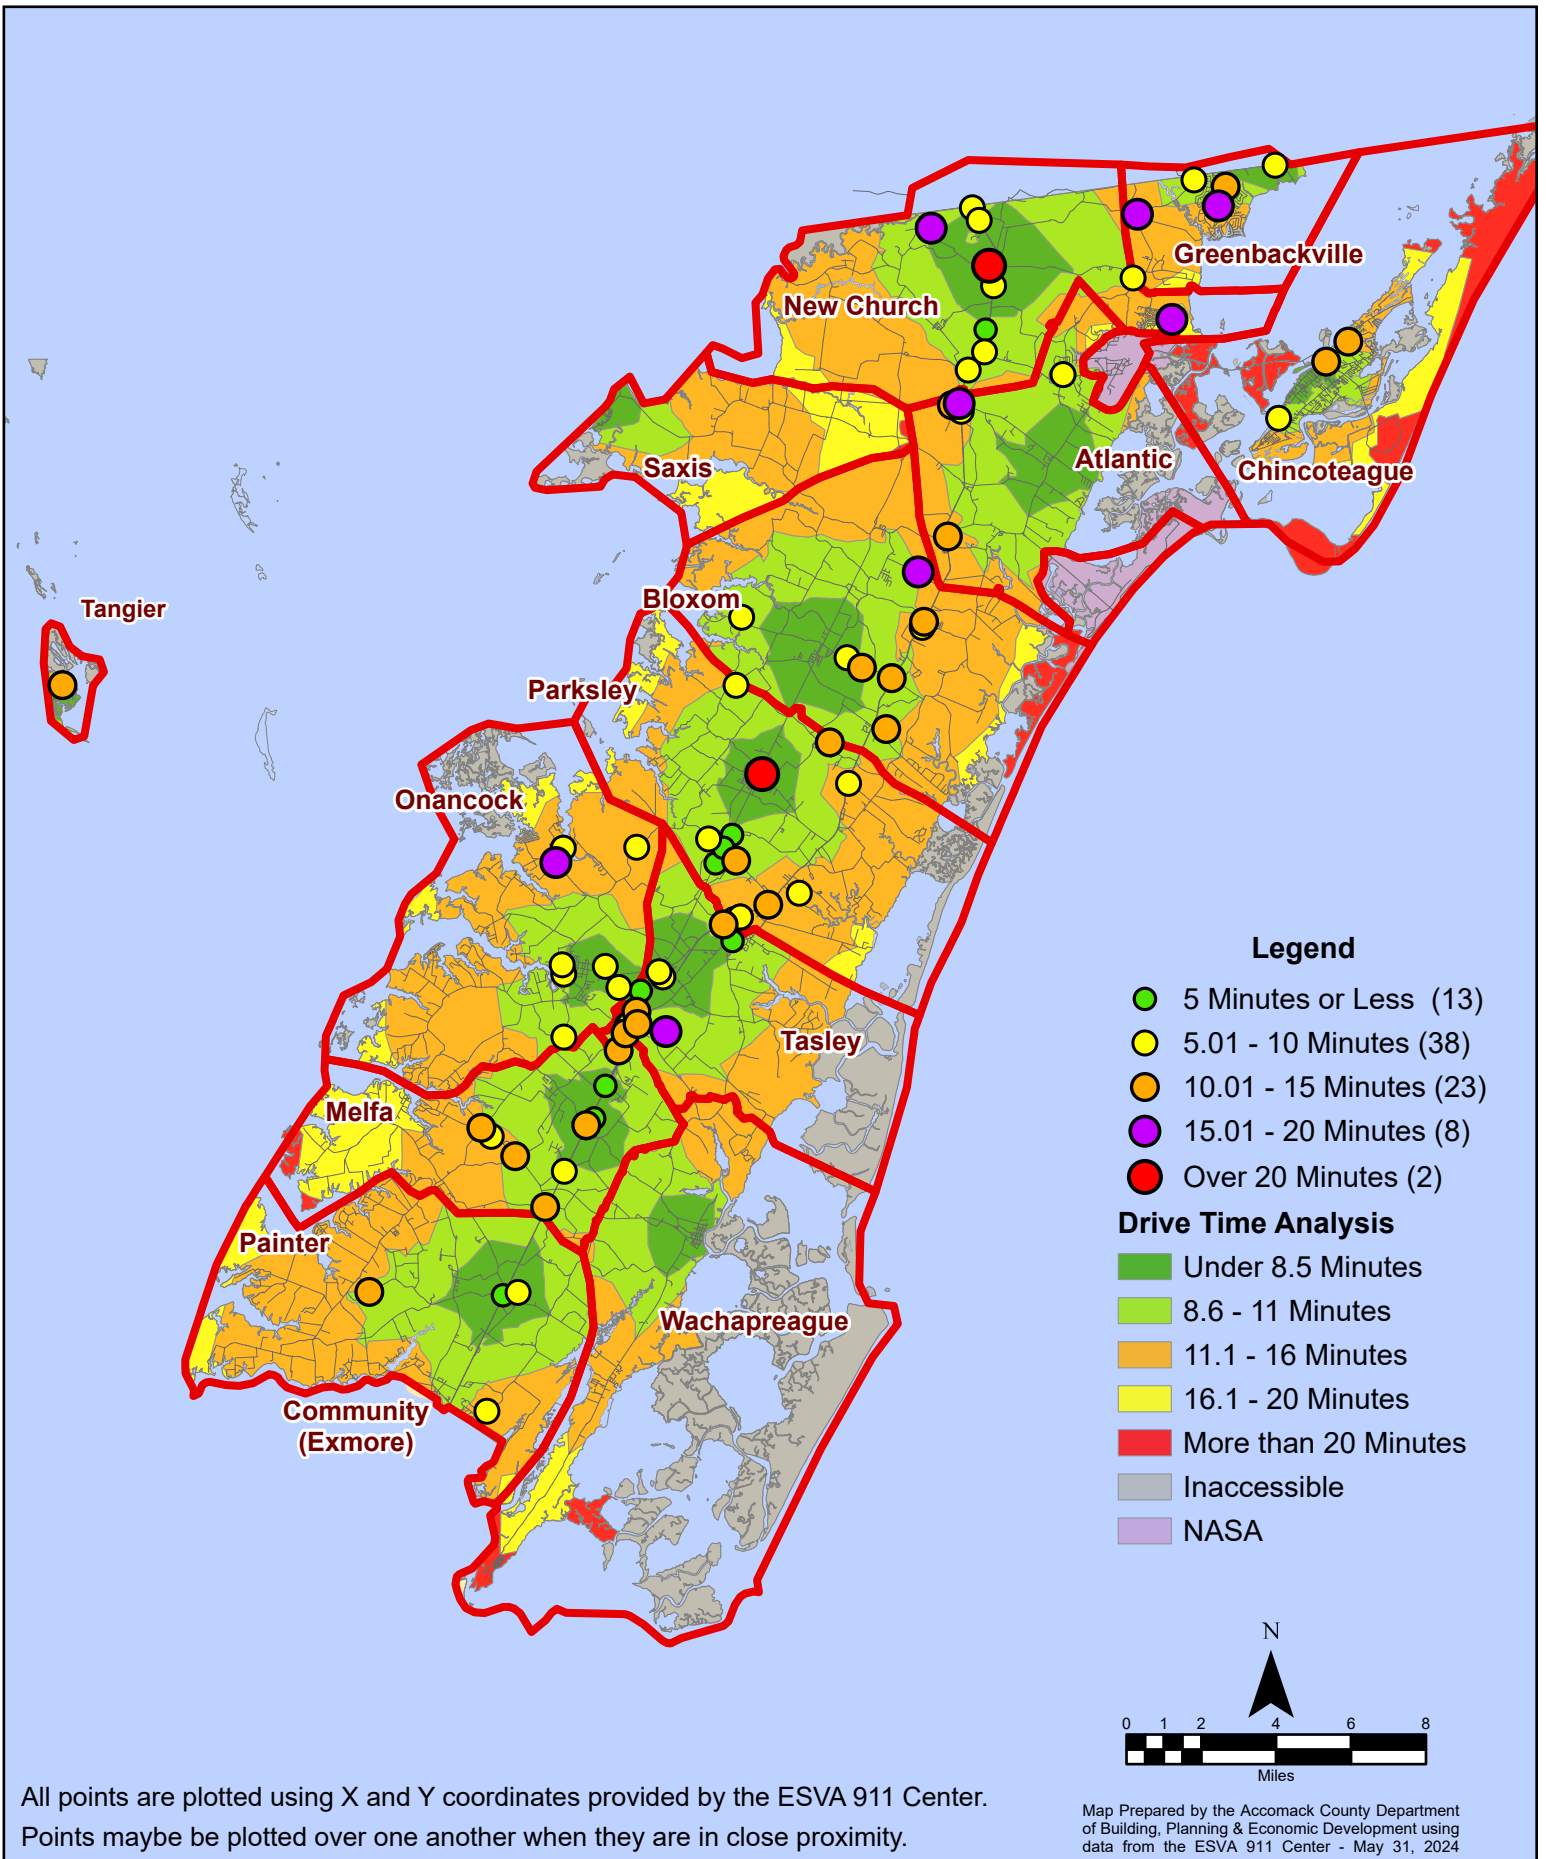 Greenbackville
New Church
Atlantic
Saxis
Chincoteague
Bloxom
Tangier
Parksley
Onancock
Tasley
Melfa
Painter
Wachapreague
Community
(Exmore)
Legend
5 Minutes or Less (13)
5.01 - 10 Minutes (38)
10.01 - 15 Minutes (23)
15.01 - 20 Minutes (8)
Over 20 Minutes (2)
Drive Time Analysis
Under 8.5 Minutes
8.6 - 11 Minutes
11.1 - 16 Minutes
16.1 - 20 Minutes
More than 20 Minutes
Inaccessible
NASA
N
0 1 2 4 6 8
Miles
All points are plotted using X and Y coordinates provided by the ESVA 911 Center.
Points maybe be plotted over one another when they are in close proximity.
Map Prepared by the Accomack County Department
of Building, Planning & Economic Development using
data from the ESVA 911 Center - May 31, 2024